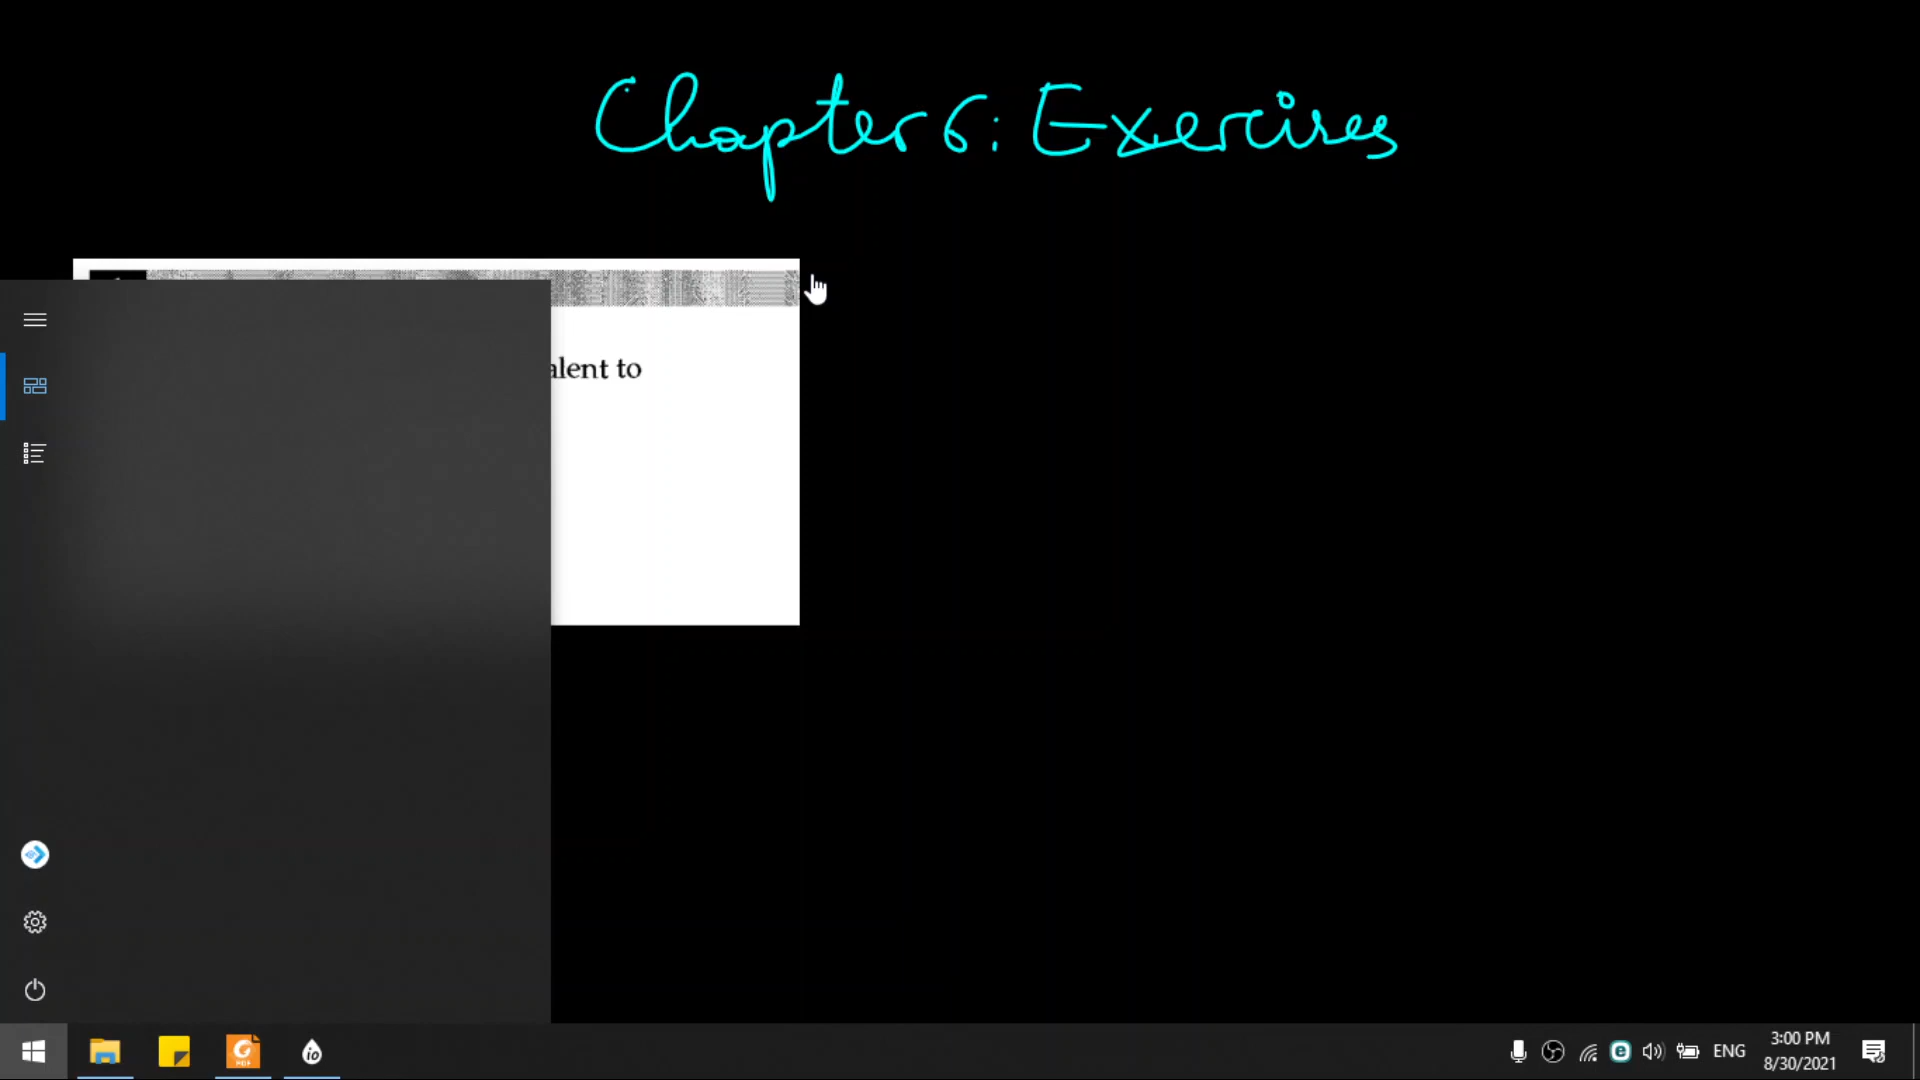 Chapter 6: Exercises
alent to
ENG
3:00 PM
8/30/2021